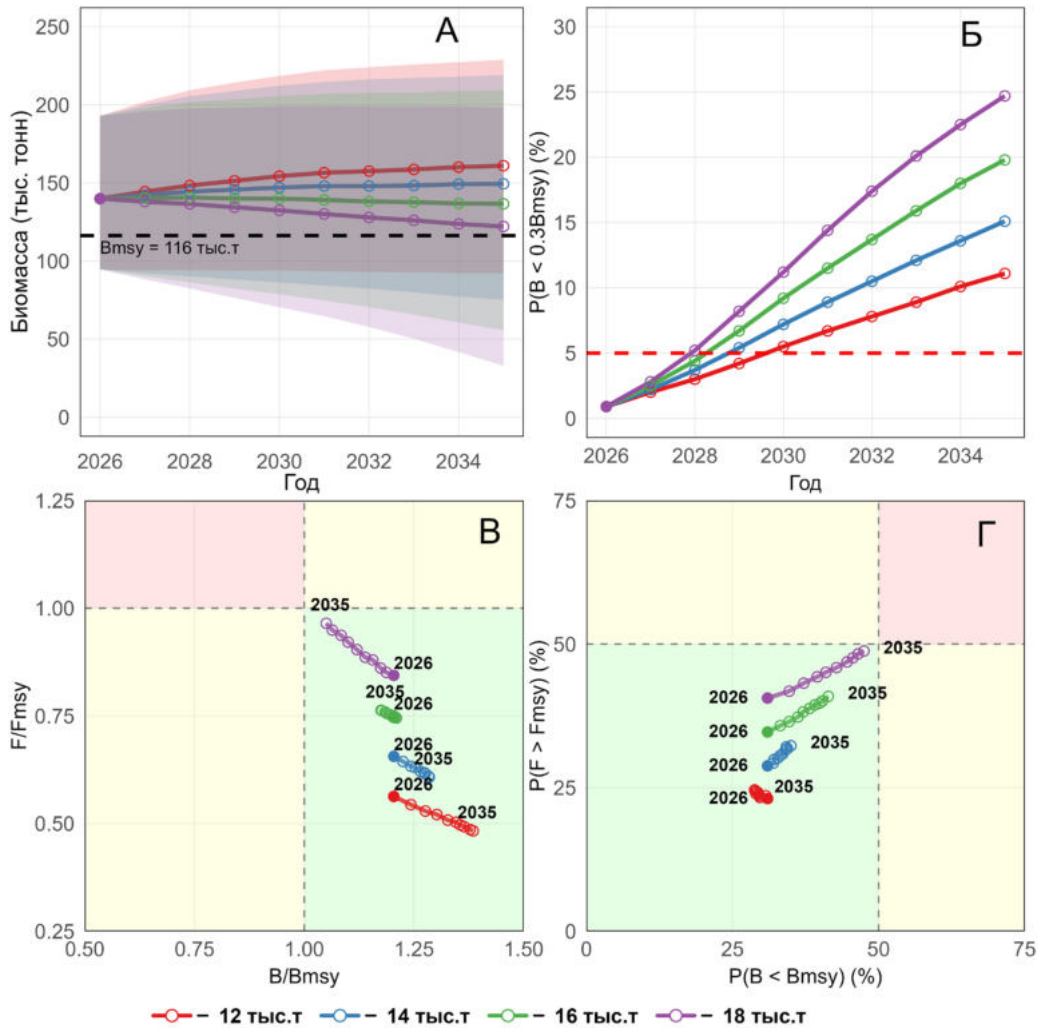 А
Биомасса (тыс. тонн)
250
200
150
100
50
0
Bmsy = 116 тыс.т
2026 2028 2030 2032 2034
Год
Б
P(B < 0.3Bmsy) (%)
30
25
20
15
10
5
0
2026 2028 2030 2032 2034
Год
В
F/Fmsy
1.25
1.00
0.75
0.50
0.25
2035
2026
2035
2026
2026
2035
2026
2035
0.50 0.75 1.00 1.25 1.50
B/Bmsy
Г
P(F > Fmsy) (%)
75
50
25
0
2035
2026
2035
2026
2035
2026
2035
2026
0 25 50 75
P(B < Bmsy) (%)
– 12 тыс.т – 14 тыс.т – 16 тыс.т – 18 тыс.т